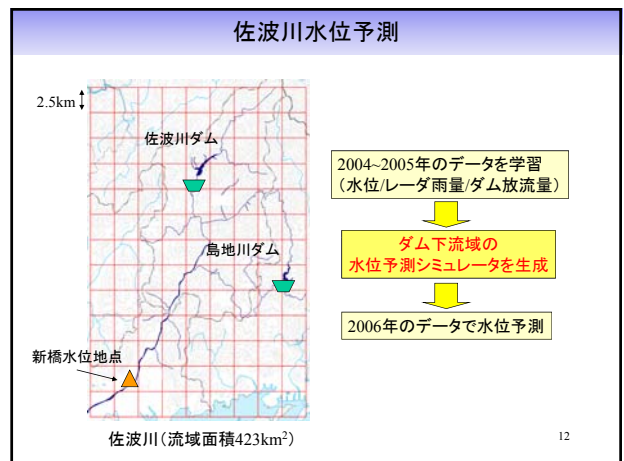 佐波川水位予測
2.5km
佐波川ダム
島地川ダム
新橋水位地点
佐波川（流域面積423km²）
2004~2005年のデータを学習
（水位/レーダ雨量/ダム放流量）
ダム下流域の
水位予測シミュレータを生成
2006年のデータで水位予測
12